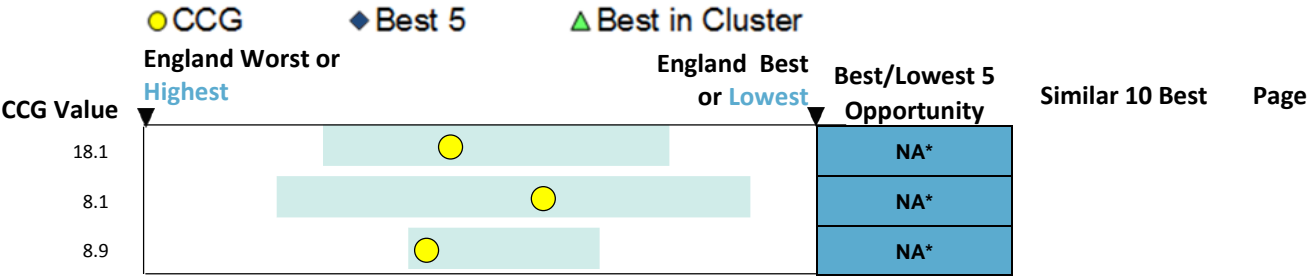 CCG Best 5 Best in Cluster
England Worst or
Highest
England Best
or Lowest
Best/Lowest 5
Opportunity
CCG Value
Similar 10 Best
Page
18.1 NA*
8.1 NA*
8.9 NA*